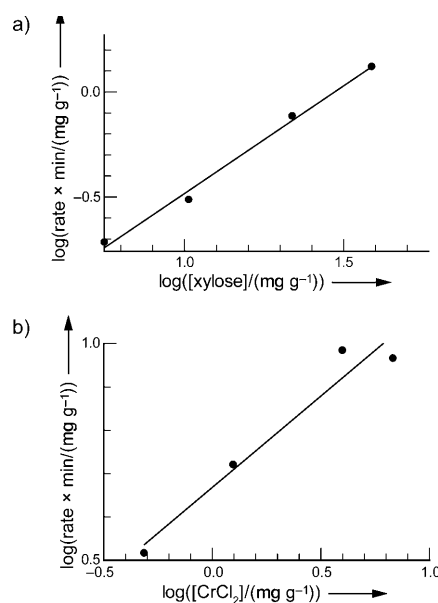 a)
log(rate × min/(mg g⁻¹))
0.0
−0.5
1.0
1.5
log([xylose]/(mg g⁻¹))
b)
log(rate × min/(mg g⁻¹))
1.0
0.5
−0.5
0.0
0.5
1.0
log([CrCl₂]/(mg g⁻¹))